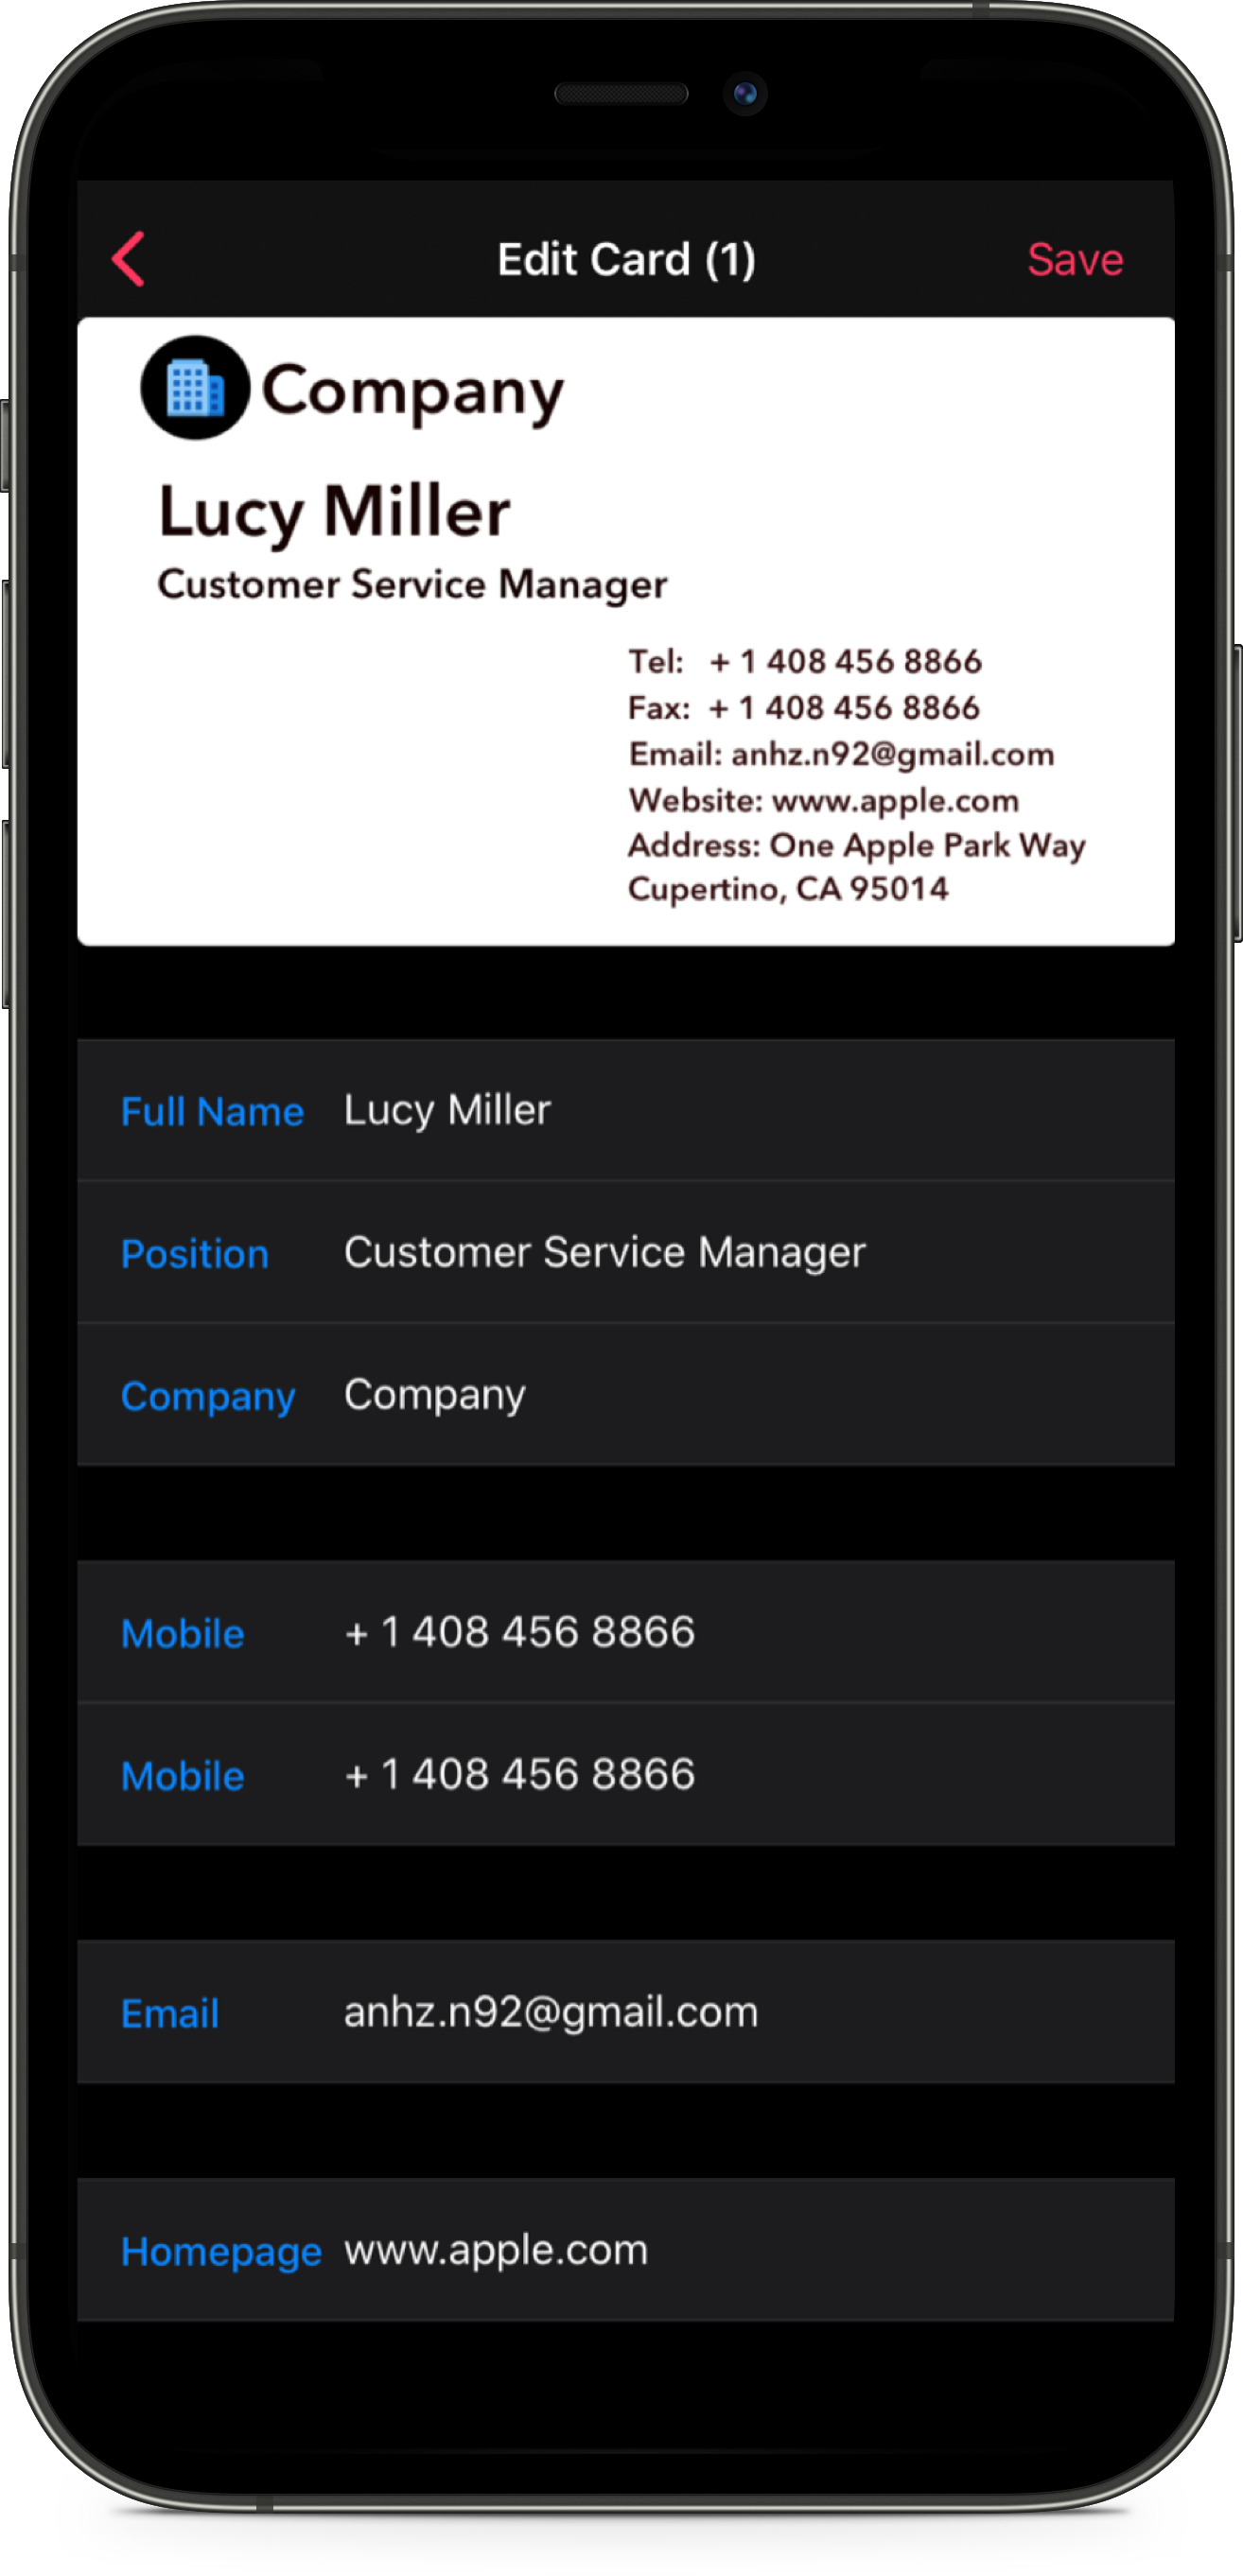 Edit Card (1) Save
Company
Lucy Miller
Customer Service Manager
Tel: + 1 408 456 8866
Fax: + 1 408 456 8866
Email: anhz.n92@gmail.com
Website: www.apple.com
Address: One Apple Park Way
Cupertino, CA 95014
Full Name Lucy Miller
Position Customer Service Manager
Company Company
Mobile + 1 408 456 8866
Mobile + 1 408 456 8866
Email anhz.n92@gmail.com
Homepage www.apple.com